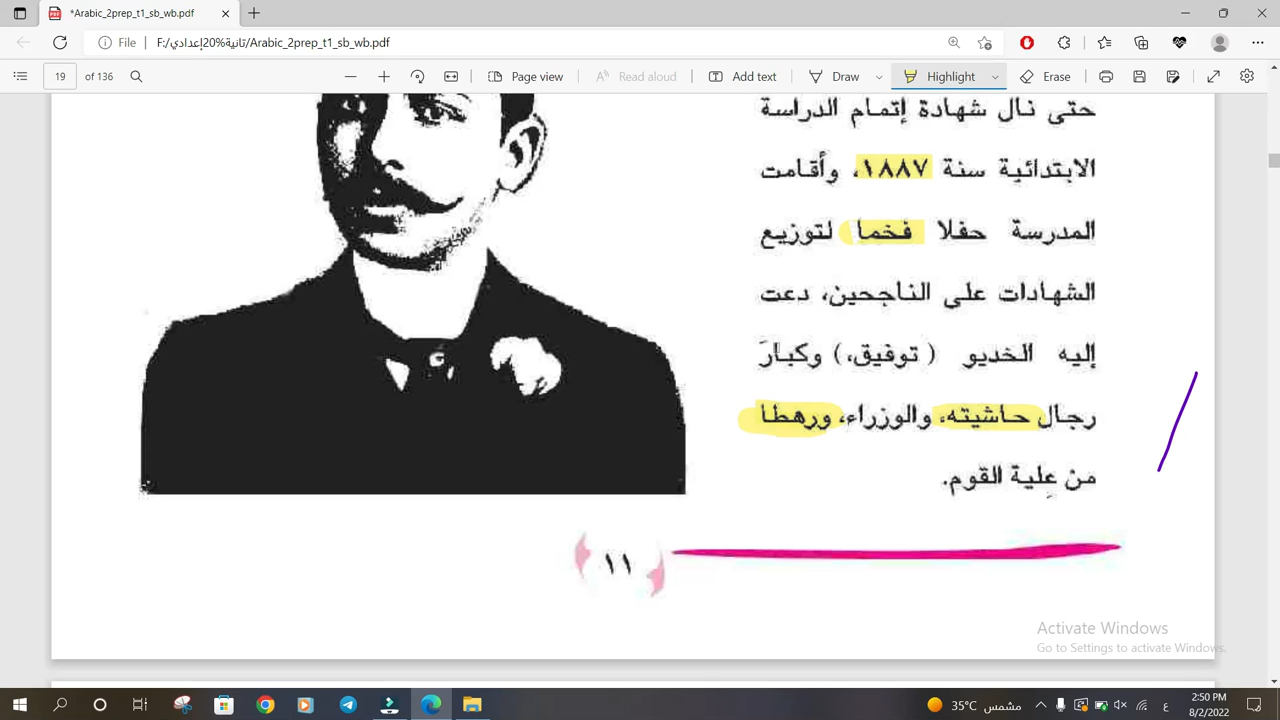 *Arabic_2prep_t1_sb_wb.pdf
File F:/ثانية%20إعدادي/Arabic_2prep_t1_sb_wb.pdf
19 of 136 Page view Read aloud Add text Draw Highlight Erase
حتى نال شهادة إتمام الدراسة
الابتدائية سنة ١٨٨٧، وأقامت
المدرسة حفلا فخما لتوزيع
الشهادات على الناجحين، دعت
إليه الخديو (توفيق،) وكبارَ
رجال حاشيته، والوزراء، ورهطا
من عِلية القوم.
١١
Activate Windows
Go to Settings to activate Windows.
35°C مشمس
ع
2:50 PM
8/2/2022